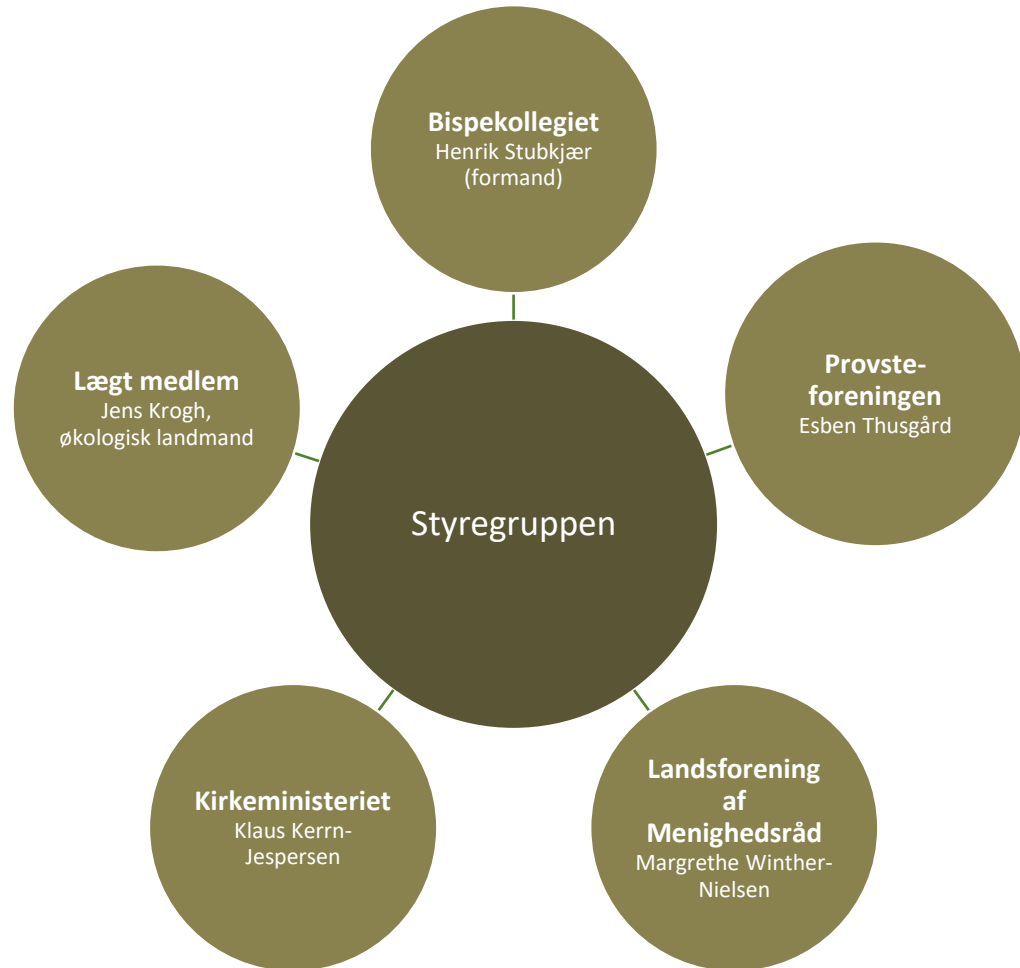 Bispekollegiet
Henrik Stubkjær
(formand)
Provste-
foreningen
Esben Thusgård
Lægt medlem
Jens Krogh,
økologisk landmand
Styregruppen
Kirkeministeriet
Klaus Kerrn-
Jespersen
Landsforening
af
Menighedsråd
Margrethe Winther-
Nielsen